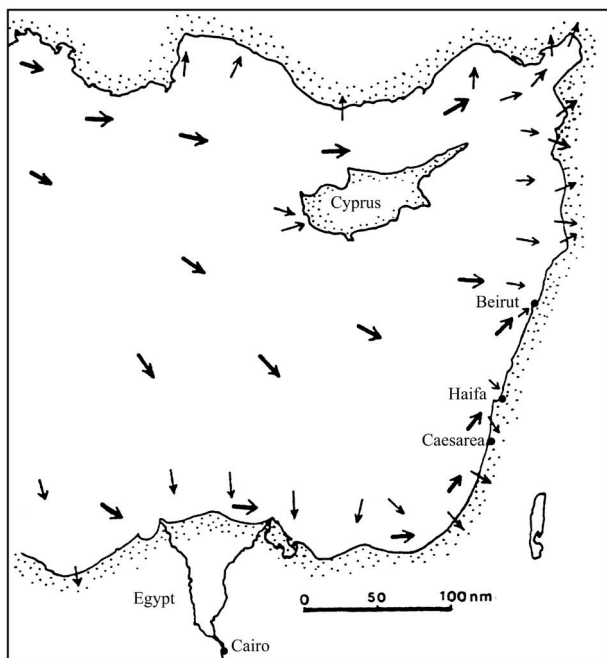 Cyprus
Beirut
Haifa
Caesarea
Egypt
0 50 100 nm
Cairo